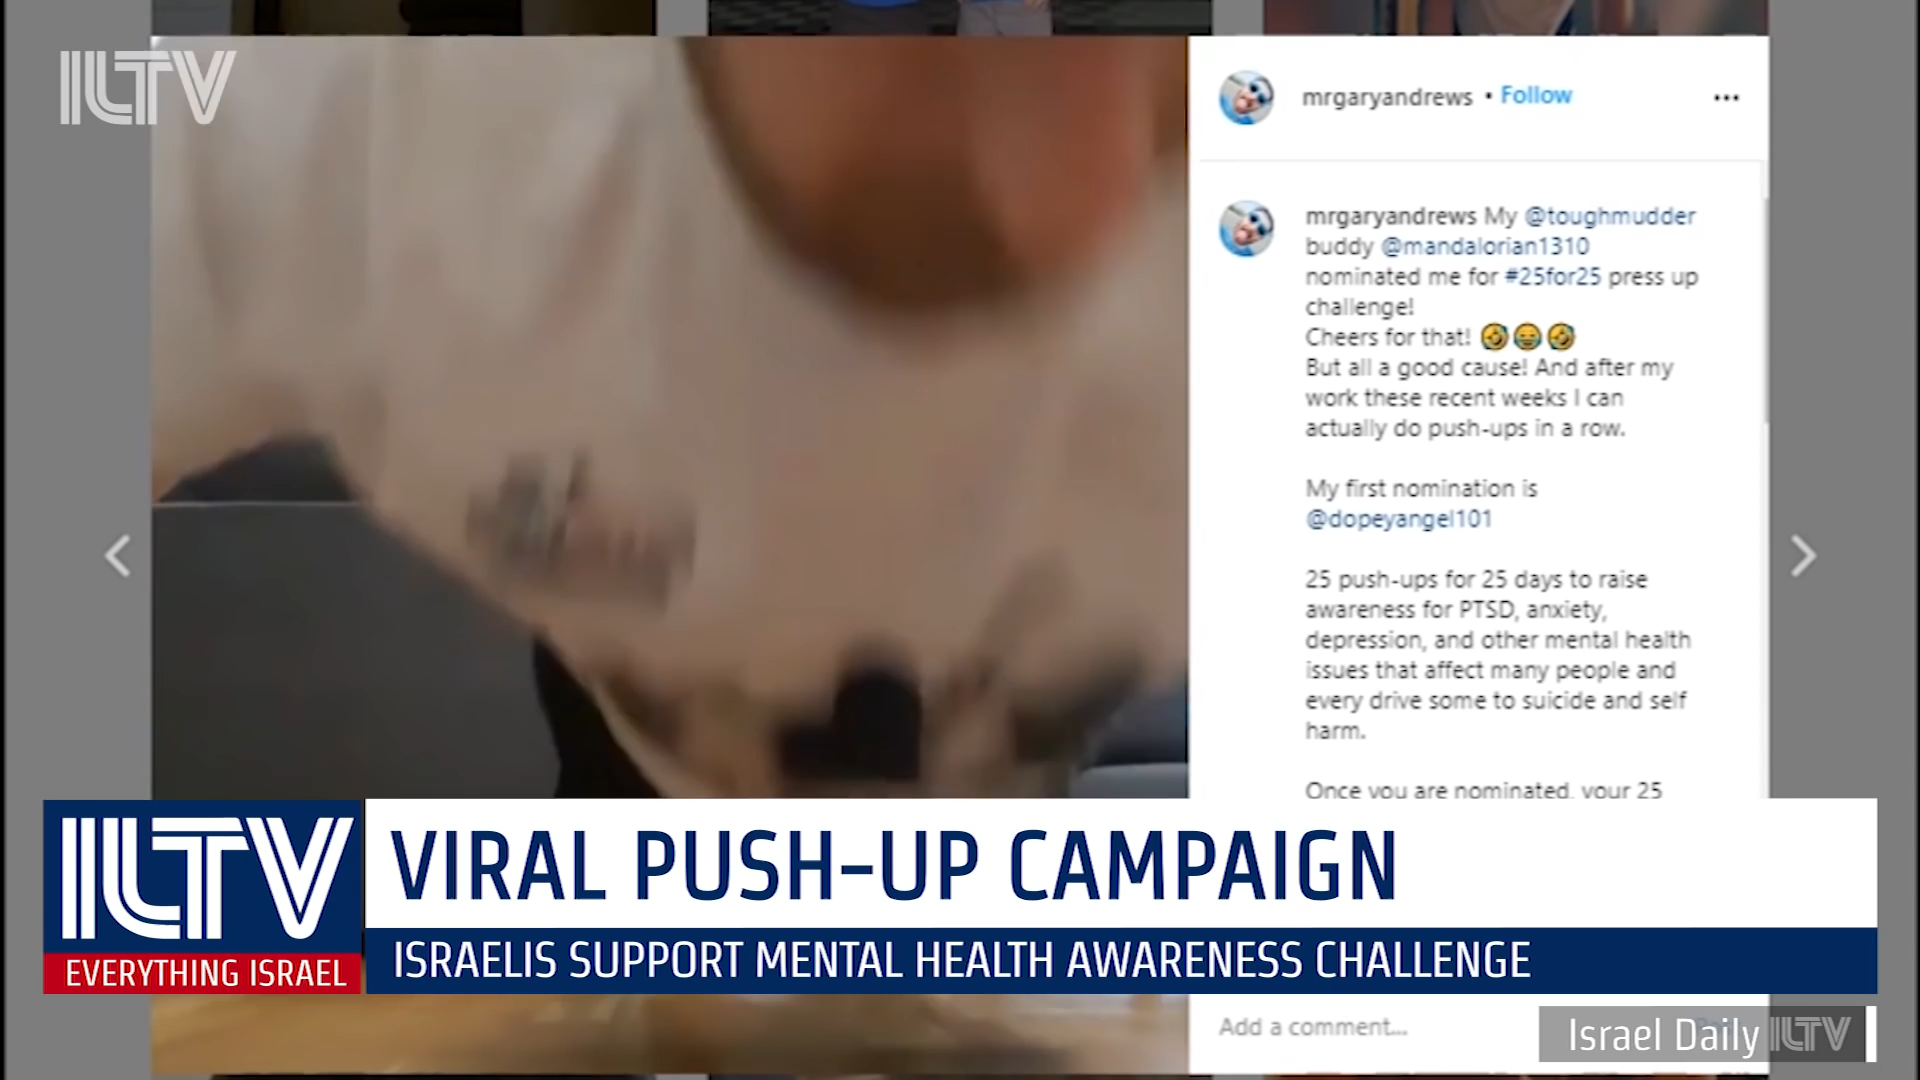 ILTV
mrgaryandrews • Follow
mrgaryandrews My @toughmudder
buddy @mandalorian1310
nominated me for #25for25 press up
challenge!
Cheers for that! 🤣😂🤣
But all a good cause! And after my
work these recent weeks I can
actually do push-ups in a row.
My first nomination is
@dopeyangel101
25 push-ups for 25 days to raise
awareness for PTSD, anxiety,
depression, and other mental health
issues that affect many people and
every drive some to suicide and self
harm.
Once you are nominated, your 25
ILTV
EVERYTHING ISRAEL
VIRAL PUSH-UP CAMPAIGN
ISRAELIS SUPPORT MENTAL HEALTH AWARENESS CHALLENGE
Add a comment...
Israel Daily ILTV